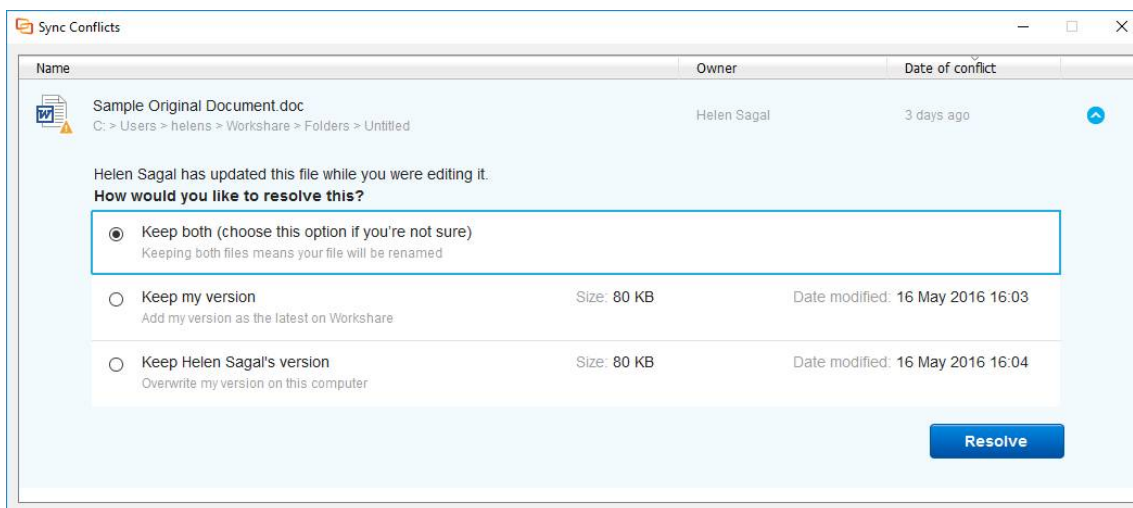 Sync Conflicts
Name Owner Date of conflict
Sample Original Document.doc
C: > Users > helens > Workshare > Folders > Untitled
Helen Sagal 3 days ago
Helen Sagal has updated this file while you were editing it.
How would you like to resolve this?
Keep both (choose this option if you're not sure)
Keeping both files means your file will be renamed
Keep my version Size: 80 KB Date modified: 16 May 2016 16:03
Add my version as the latest on Workshare
Keep Helen Sagal's version Size: 80 KB Date modified: 16 May 2016 16:04
Overwrite my version on this computer
Resolve